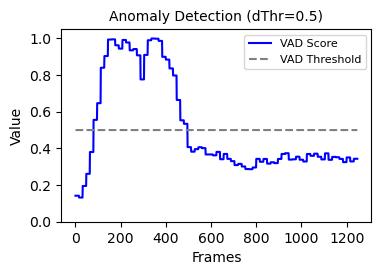 Anomaly Detection (dThr=0.5)
1.0
0.8
0.6
0.4
0.2
0.0
Value
VAD Score
VAD Threshold
0 200 400 600 800 1000 1200
Frames